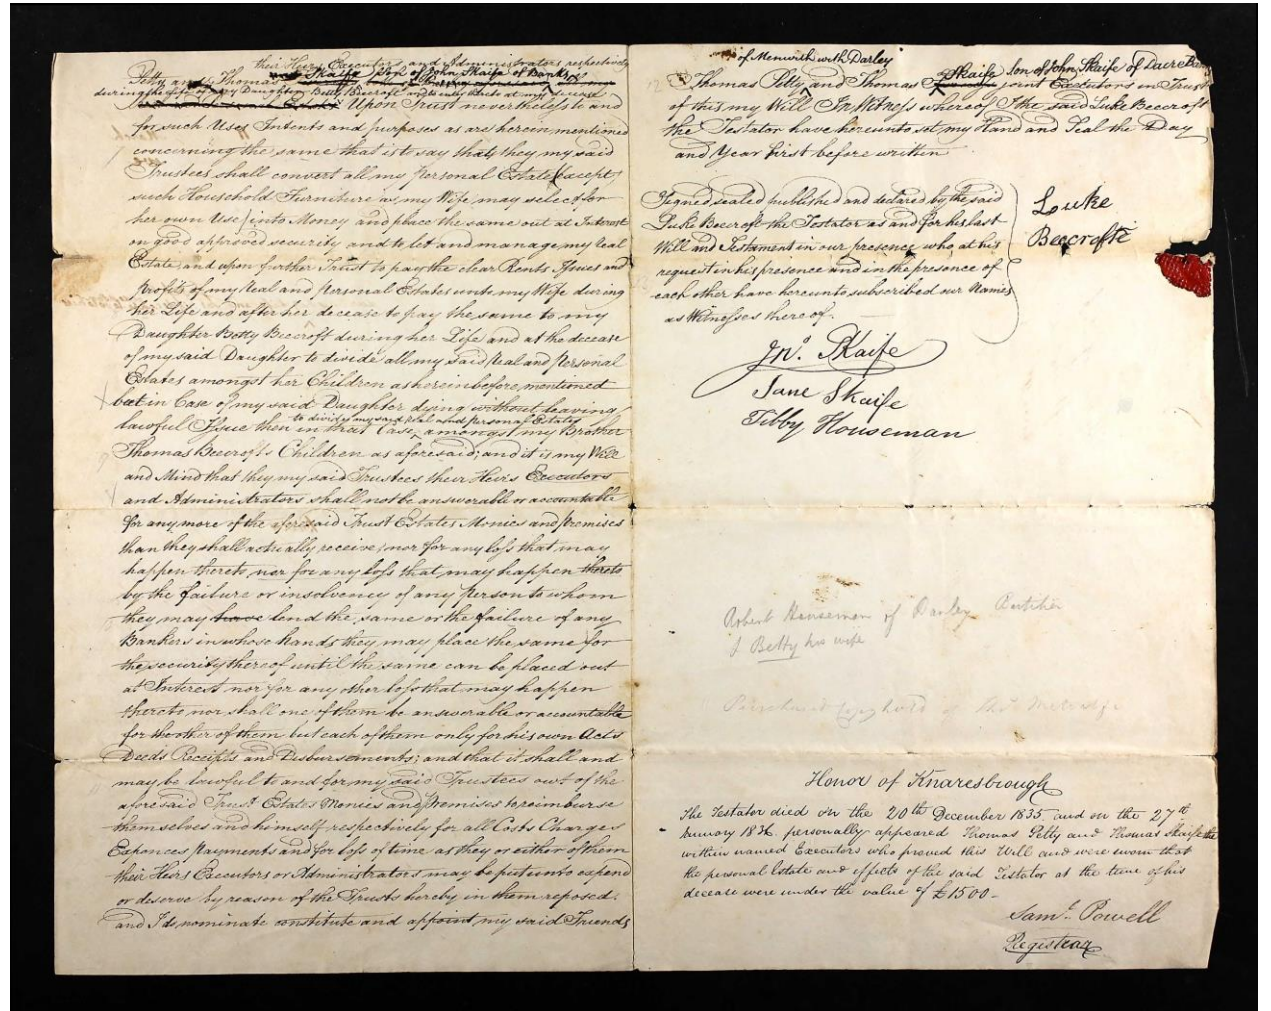 their Heirs Executors and Administrators respectively
Petty and Thomas Skaife Son of John Skaife of
during the life of my Daughter Betty Beecroft and
Upon Trust nevertheless to and
for such Uses Intents and purposes as are herein mentioned
concerning the same that is to say that they my said
Trustees shall convert all my personal Estate (except
such Household Furniture as my Wife may select for
her own Use) into Money and place the same out at Interest
on good approved security and to let and manage my real
Estate and upon further Trust to pay the clear Rents Issues and
profits of my real and personal Estates unto my Wife during
her Life and after her decease to pay the same to my
Daughter Betty Beecroft during her Life and at the decease
of my said Daughter to divide all my said real and personal
Estates amongst her Children as hereinbefore mentioned
but in Case of my said Daughter dying without leaving
to divide my said real and personal Estates
lawful Issue then in that Case amongst my Brother
Thomas Beecrofts Children as aforesaid; and it is my Will
and Mind that they my said Trustees their Heirs Executors
and Administrators shall not be answerable or accountable
for any more of the aforesaid Trust Estates Monies and premises
than they shall actually receive; nor for any loss that may
happen thereto, nor for any loss that may happen thereto
by the failure or insolvency of any person to whom
they may have lend the same or the failure of any
Bankers in whose hands they may place the same for
the security thereof until the same can be placed out
at Interest nor for any other loss that may happen
thereto nor shall one of them be answerable or accountable
for the other of them but each of them only for his own Acts
Deeds Receipts and Disbursements; and that it shall and
may be lawful to and for my said Trustees out of the
aforesaid Trust Estates Monies and premises to reimburse
themselves and himself respectively for all Costs Charges
Expences payments and for loss of time as they or either of them
their Heirs Executors or Administrators may be put unto expend
or deserve by reason of the Trusts hereby in them reposed.
and I do nominate constitute and appoint my said Friends
of Menwith with Darley
Skaife Son of John Skaife of Dacre Banks
Thomas Petty and Thomas joint Executors in Trust
of this my Will In Witness whereof I the said Luke Beecroft
the Testator have hereunto set my Hand and Seal the Day
and Year first before written
Signed sealed published and declared by the said
Luke Beecroft the Testator as and for his last
Will and Testament in our presence who at his
request in his presence and in the presence of
each other have hereunto subscribed our Names
as Witnesses thereof.
Luke
Beecrofte
Jno. Skaife
Jane Skaife
Tibby Houseman
Robert Houseman of Darley
& Betty his wife
Honor of Knaresbrough
The Testator died on the 20th December 1835. and on the 27th
January 1836. personally appeared Thomas Petty and Thomas Skaife the
within named Executors who proved this Will and were sworn that
the personal Estate and effects of the said Testator at the time of his
decease were under the value of £1500-
Saml. Powell
Registrar